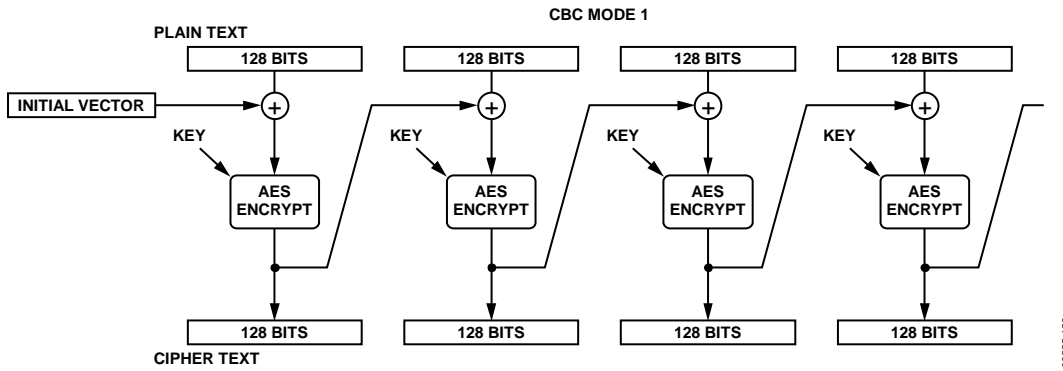 CBC MODE 1
PLAIN TEXT
128 BITS 128 BITS 128 BITS 128 BITS
INITIAL VECTOR + + + +
KEY KEY KEY KEY
AES ENCRYPT AES ENCRYPT AES ENCRYPT AES ENCRYPT
128 BITS 128 BITS 128 BITS 128 BITS
CIPHER TEXT